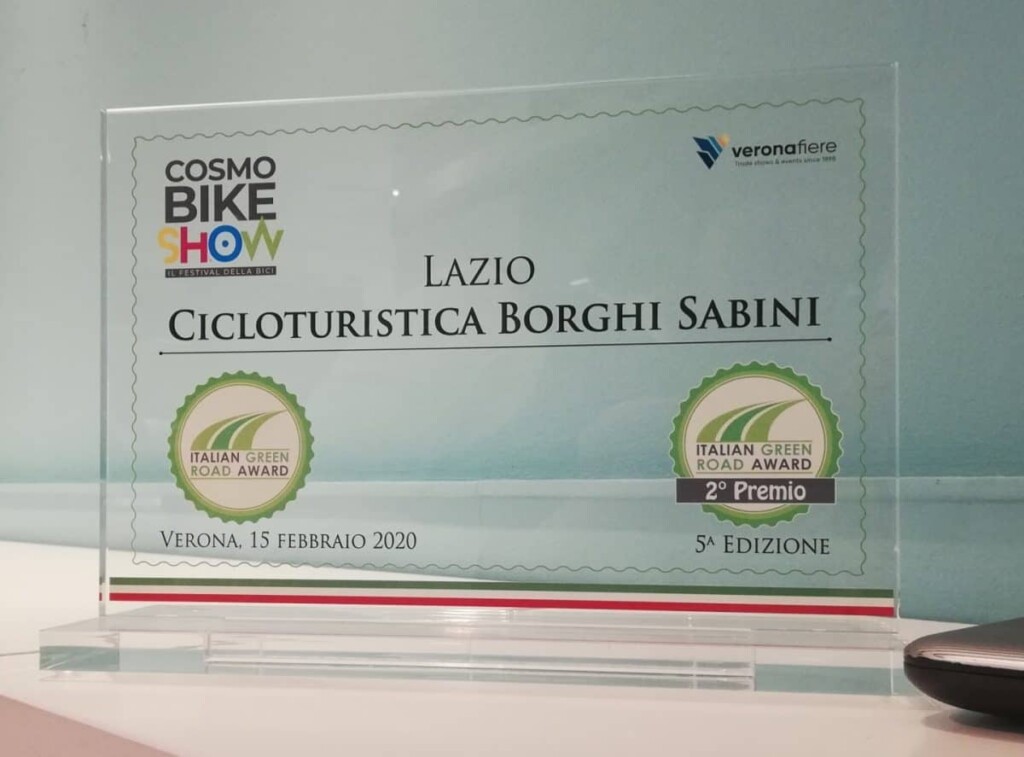 COSMO
BIKE
SHOW
IL FESTIVAL DELLA BICI
veronafiere
Trade shows & events since 1898
LAZIO
CICLOTURISTICA BORGHI SABINI
ITALIAN GREEN
ROAD AWARD
ITALIAN GREEN
ROAD AWARD
2° Premio
VERONA, 15 FEBBRAIO 2020
5ᴬ EDIZIONE